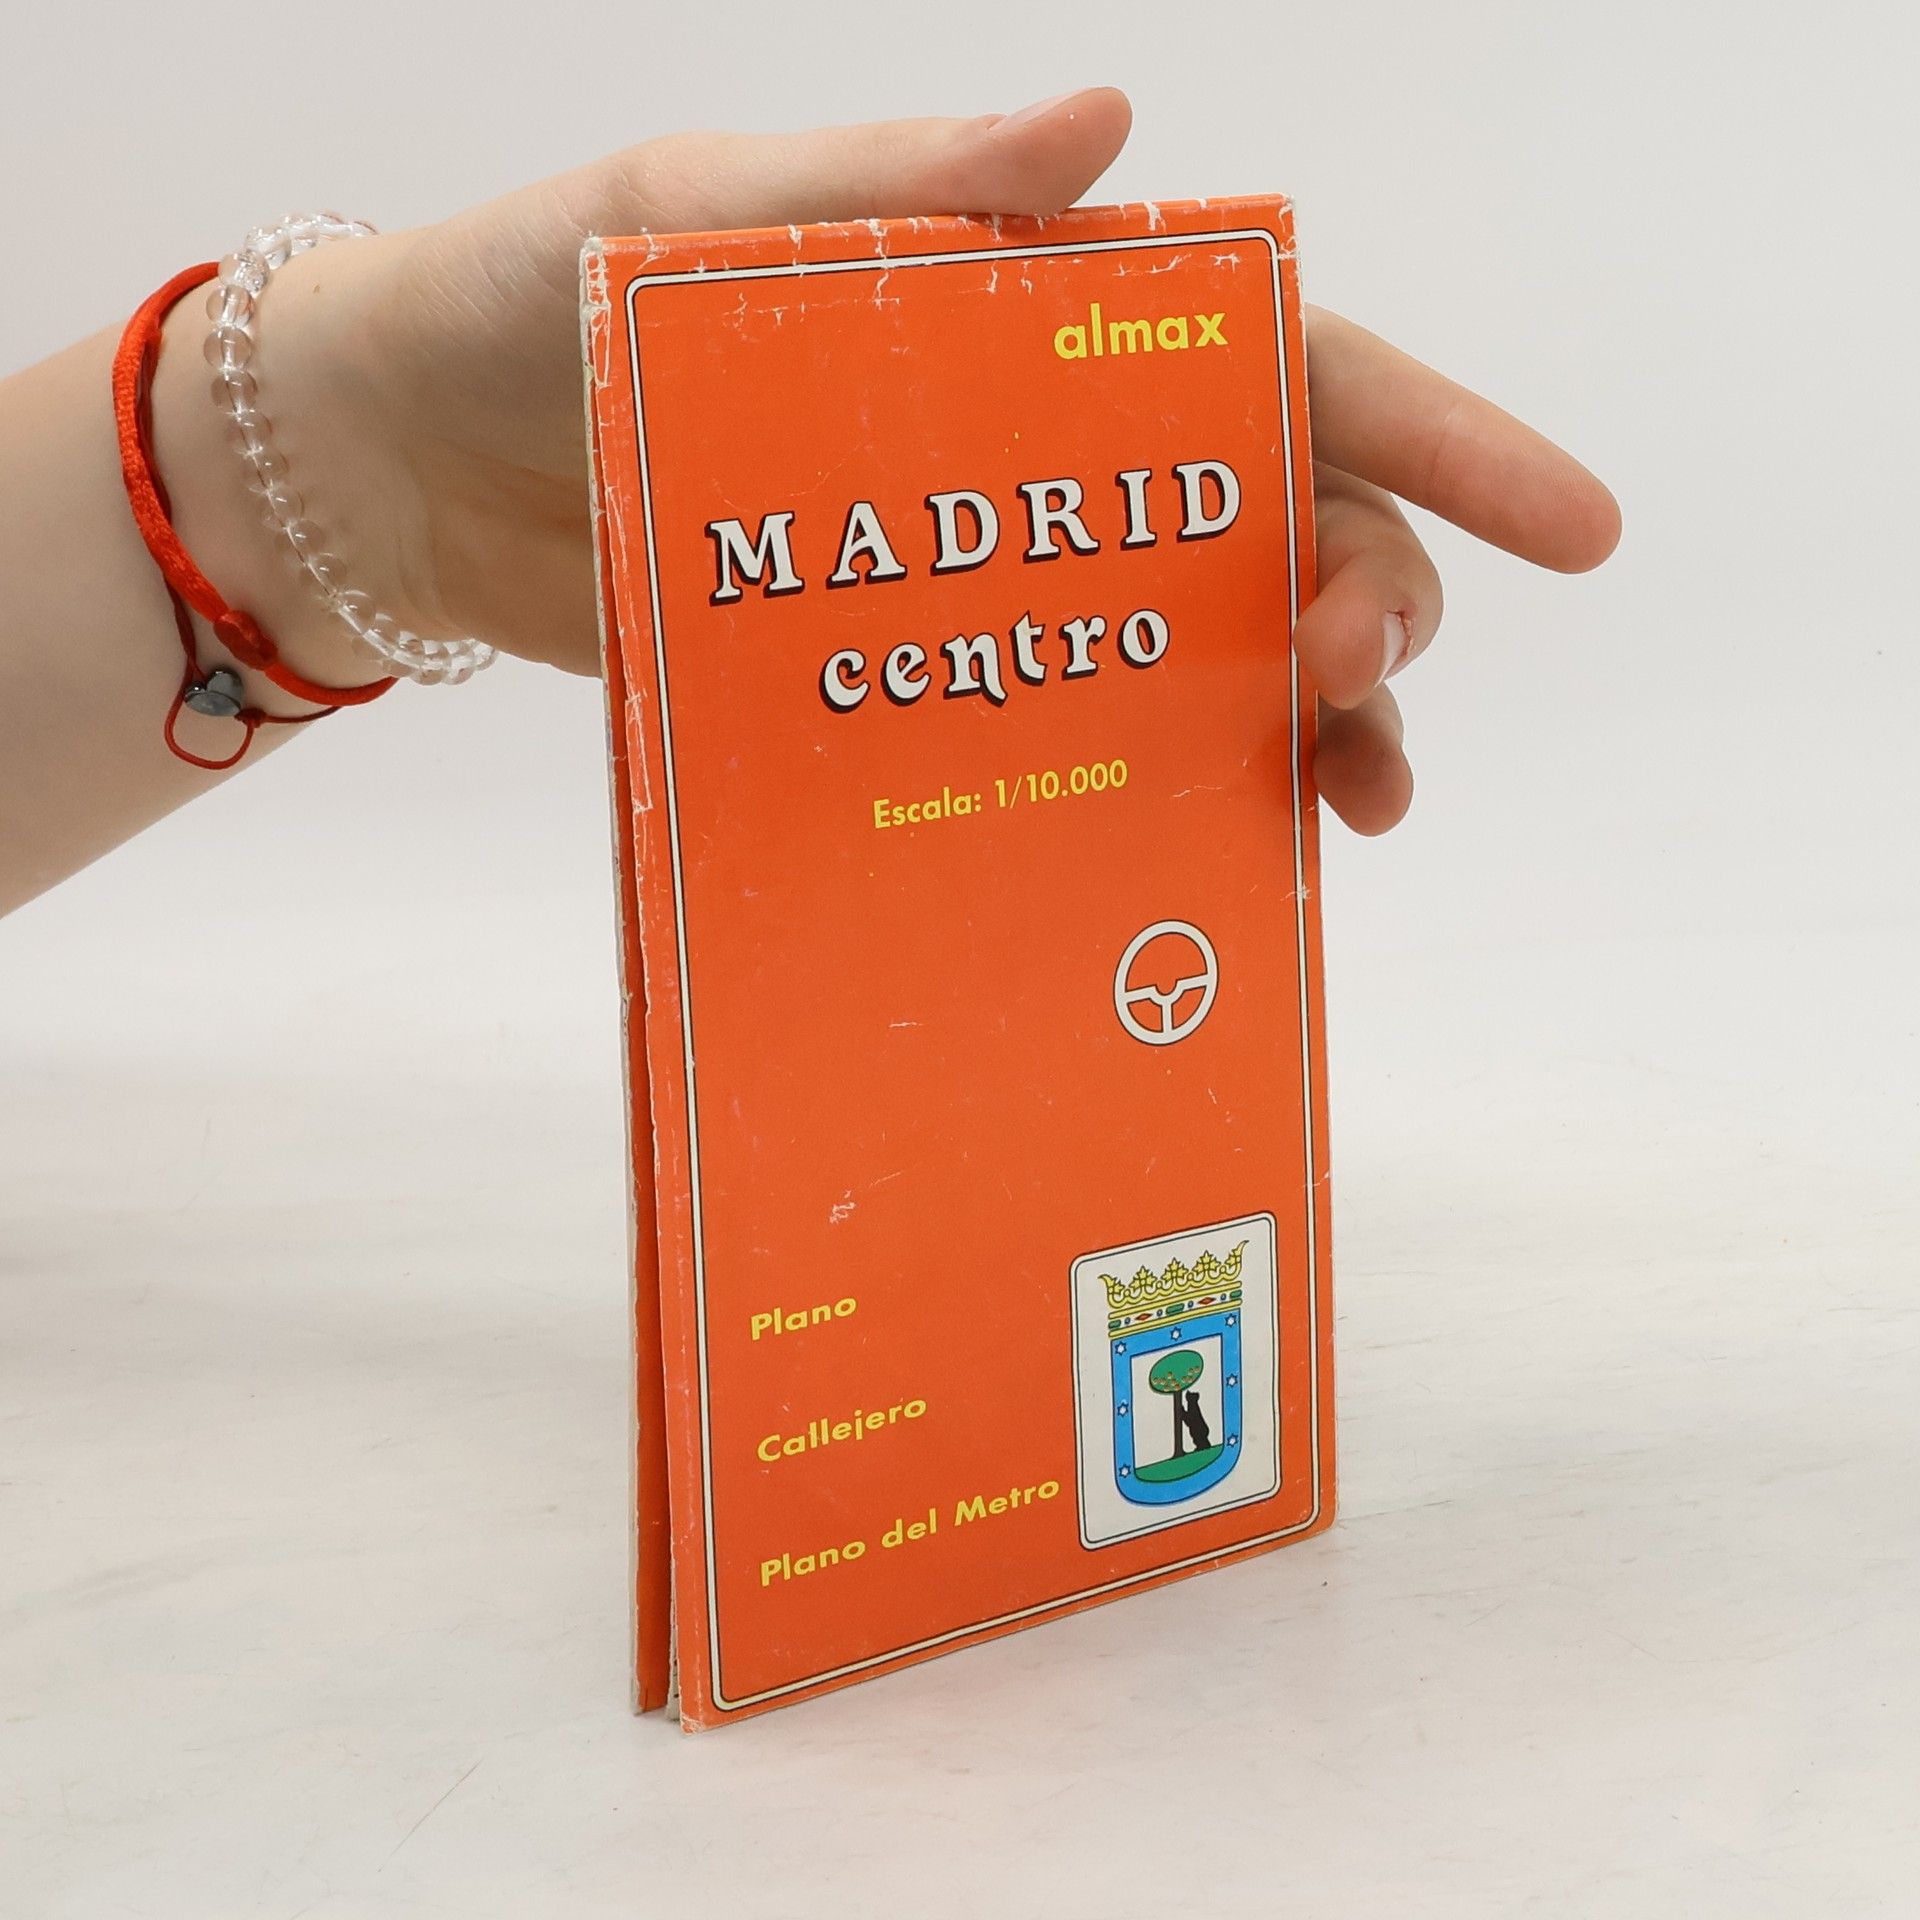 almax
MADRID
centro
Escala: 1/10.000
Plano
Callejero
Plano del Metro